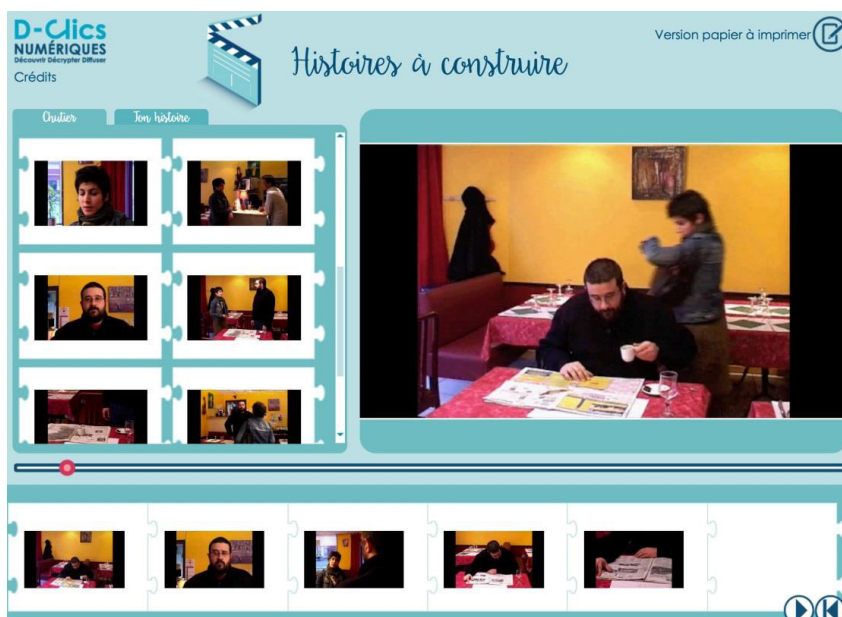 D-Clics
NUMÉRIQUES
Découvrir Décrypter Diffuser
Crédits
Histoires à construire
Version papier à imprimer
Chutier
Ton histoire